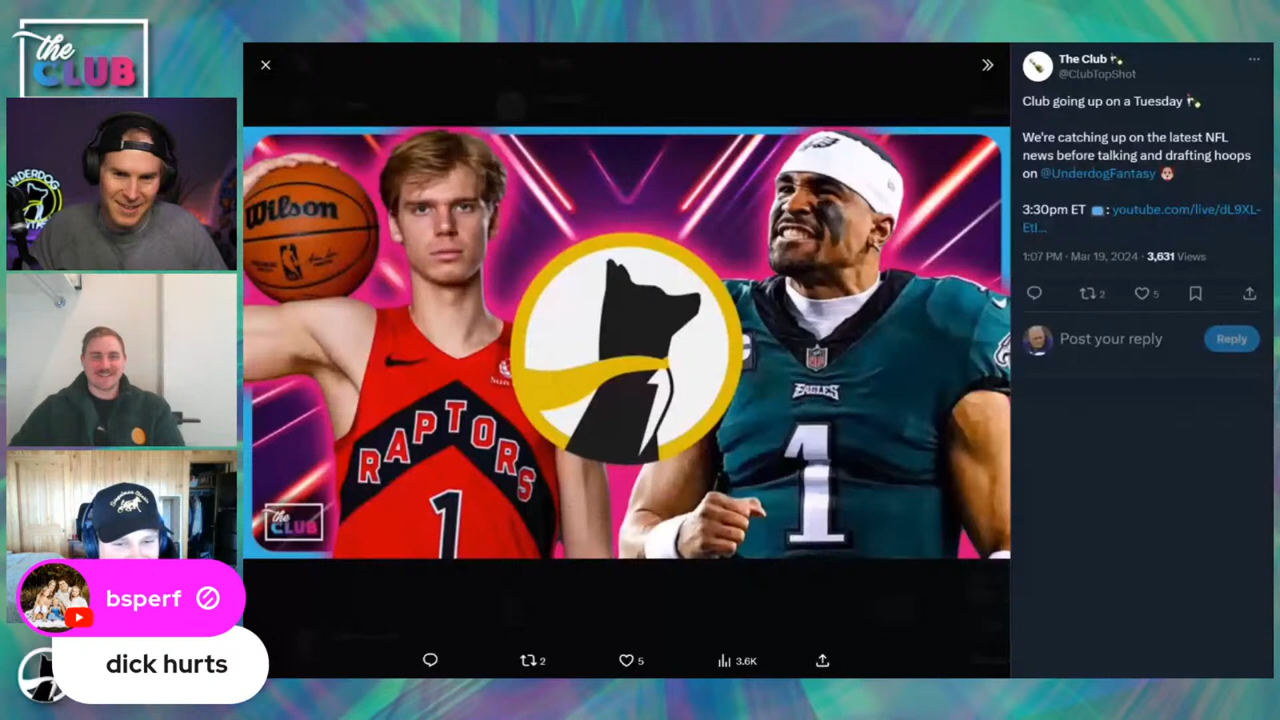 the
CLUB
UNDERDOG
Wilson
RAPTORS
1
the
CLUB
EAGLES
1
2
5
3.6K
The Club
@ClubTopShot
Club going up on a Tuesday
We're catching up on the latest NFL
news before talking and drafting hoops
on @UnderdogFantasy
3:30pm ET : youtube.com/live/dL9XL-
EtI...
1:07 PM · Mar 19, 2024 · 3,631 Views
2
5
Post your reply
Reply
bsperf
dick hurts